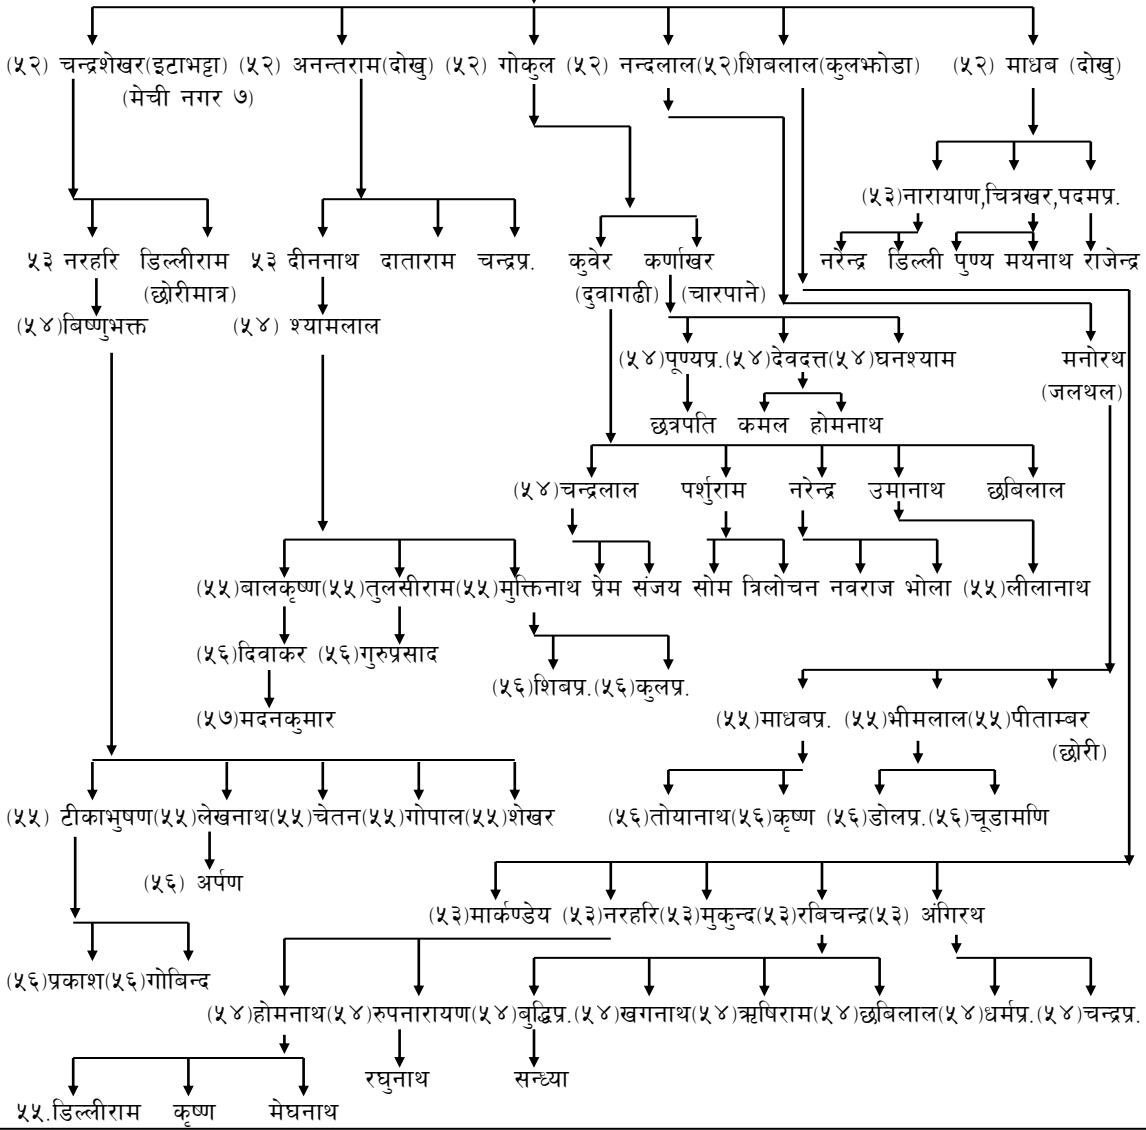 (५२) चन्द्रशेखर(इटाभट्टा) (५२) अनन्तराम(दोखु) (५२) गोकुल (५२) नन्दलाल(५२)शिबलाल(कुलझोडा) (५२) माधब (दोखु)
(मेची नगर ७)
(५३)नारायाण,चित्रखर,पदमप्र.
५३ नरहरि डिल्लीराम ५३ दीननाथ दाताराम चन्द्रप्र. कुवेर कर्णाखर नरेन्द्र डिल्ली पुण्य मयनाथ राजेन्द्र
(छोरीमात्र) (दुवागढी) (चारपाने)
(५४)बिष्णुभक्त (५४) श्यामलाल
(५४)पूण्यप्र.(५४)देवदत्त(५४)घनश्याम मनोरथ
(जलथल)
छत्रपति कमल होमनाथ
(५४)चन्द्रलाल पर्शुराम नरेन्द्र उमानाथ छबिलाल
(५५)बालकृष्ण(५५)तुलसीराम(५५)मुक्तिनाथ प्रेम संजय सोम त्रिलोचन नवराज भोला (५५)लीलानाथ
(५६)दिवाकर (५६)गुरुप्रसाद
(५६)शिबप्र.(५६)कुलप्र.
(५७)मदनकुमार (५५)माधबप्र. (५५)भीमलाल(५५)पीताम्बर
(छोरी)
(५५) टीकाभुषण(५५)लेखनाथ(५५)चेतन(५५)गोपाल(५५)शेखर (५६)तोयानाथ(५६)कृष्ण (५६)डोलप्र.(५६)चूडामणि
(५६) अर्पण
(५३)मार्कण्डेय (५३)नरहरि(५३)मुकुन्द(५३)रबिचन्द्र(५३) अंगिरथ
(५६)प्रकाश(५६)गोबिन्द
(५४)होमनाथ(५४)रुपनारायण(५४)बुद्धिप्र.(५४)खगनाथ(५४)ऋषिराम(५४)छबिलाल(५४)धर्मप्र.(५४)चन्द्रप्र.
रघुनाथ सन्ध्या
५५.डिल्लीराम कृष्ण मेघनाथ